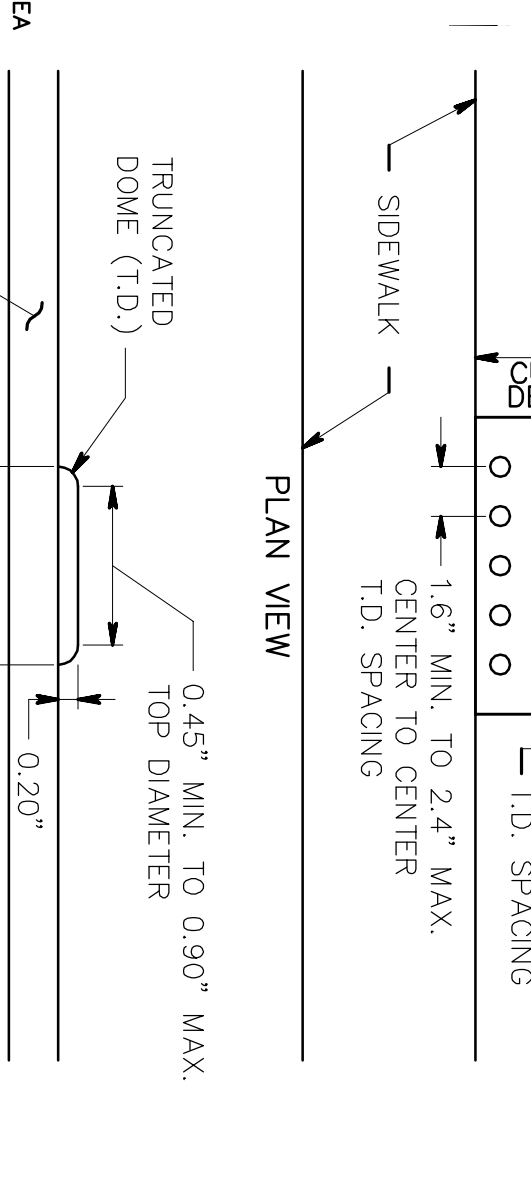 T.D. SPACING
SIDEWALK
1.6” MIN. TO 2.4” MAX.
CENTER TO CENTER
T.D. SPACING
PLAN VIEW
TRUNCATED
DOME (T.D.)
0.45” MIN. TO 0.90” MAX.
TOP DIAMETER
0.20”